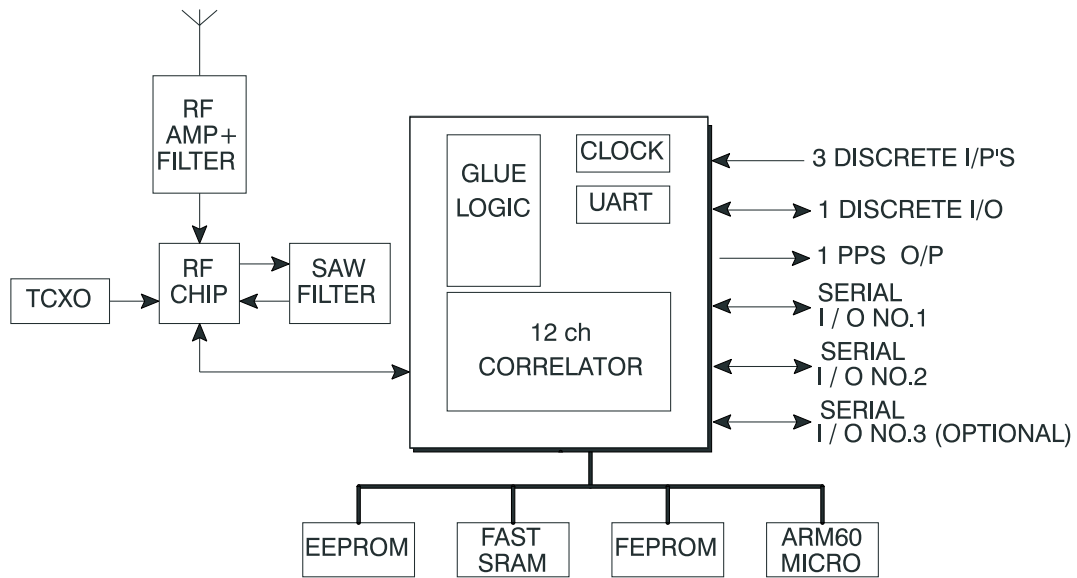 RF
AMP+
FILTER
GLUE
LOGIC
CLOCK
UART
3 DISCRETE I/P'S
1 DISCRETE I/O
1 PPS O/P
TCXO
RF
CHIP
SAW
FILTER
12 ch
CORRELATOR
SERIAL
I / O NO.1
SERIAL
I / O NO.2
SERIAL
I / O NO.3 (OPTIONAL)
EEPROM
FAST
SRAM
FEPROM
ARM60
MICRO